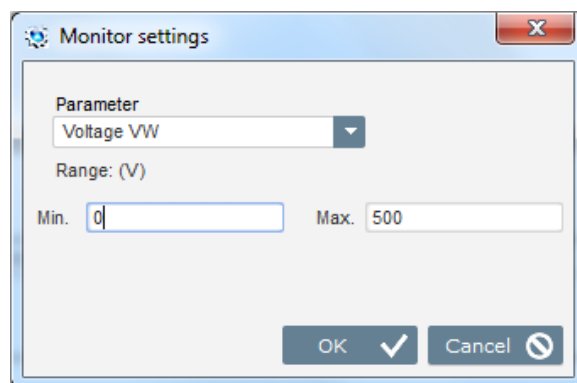 Monitor settings
Parameter
Voltage VW
Range: (V)
Min. 0 Max. 500
OK Cancel